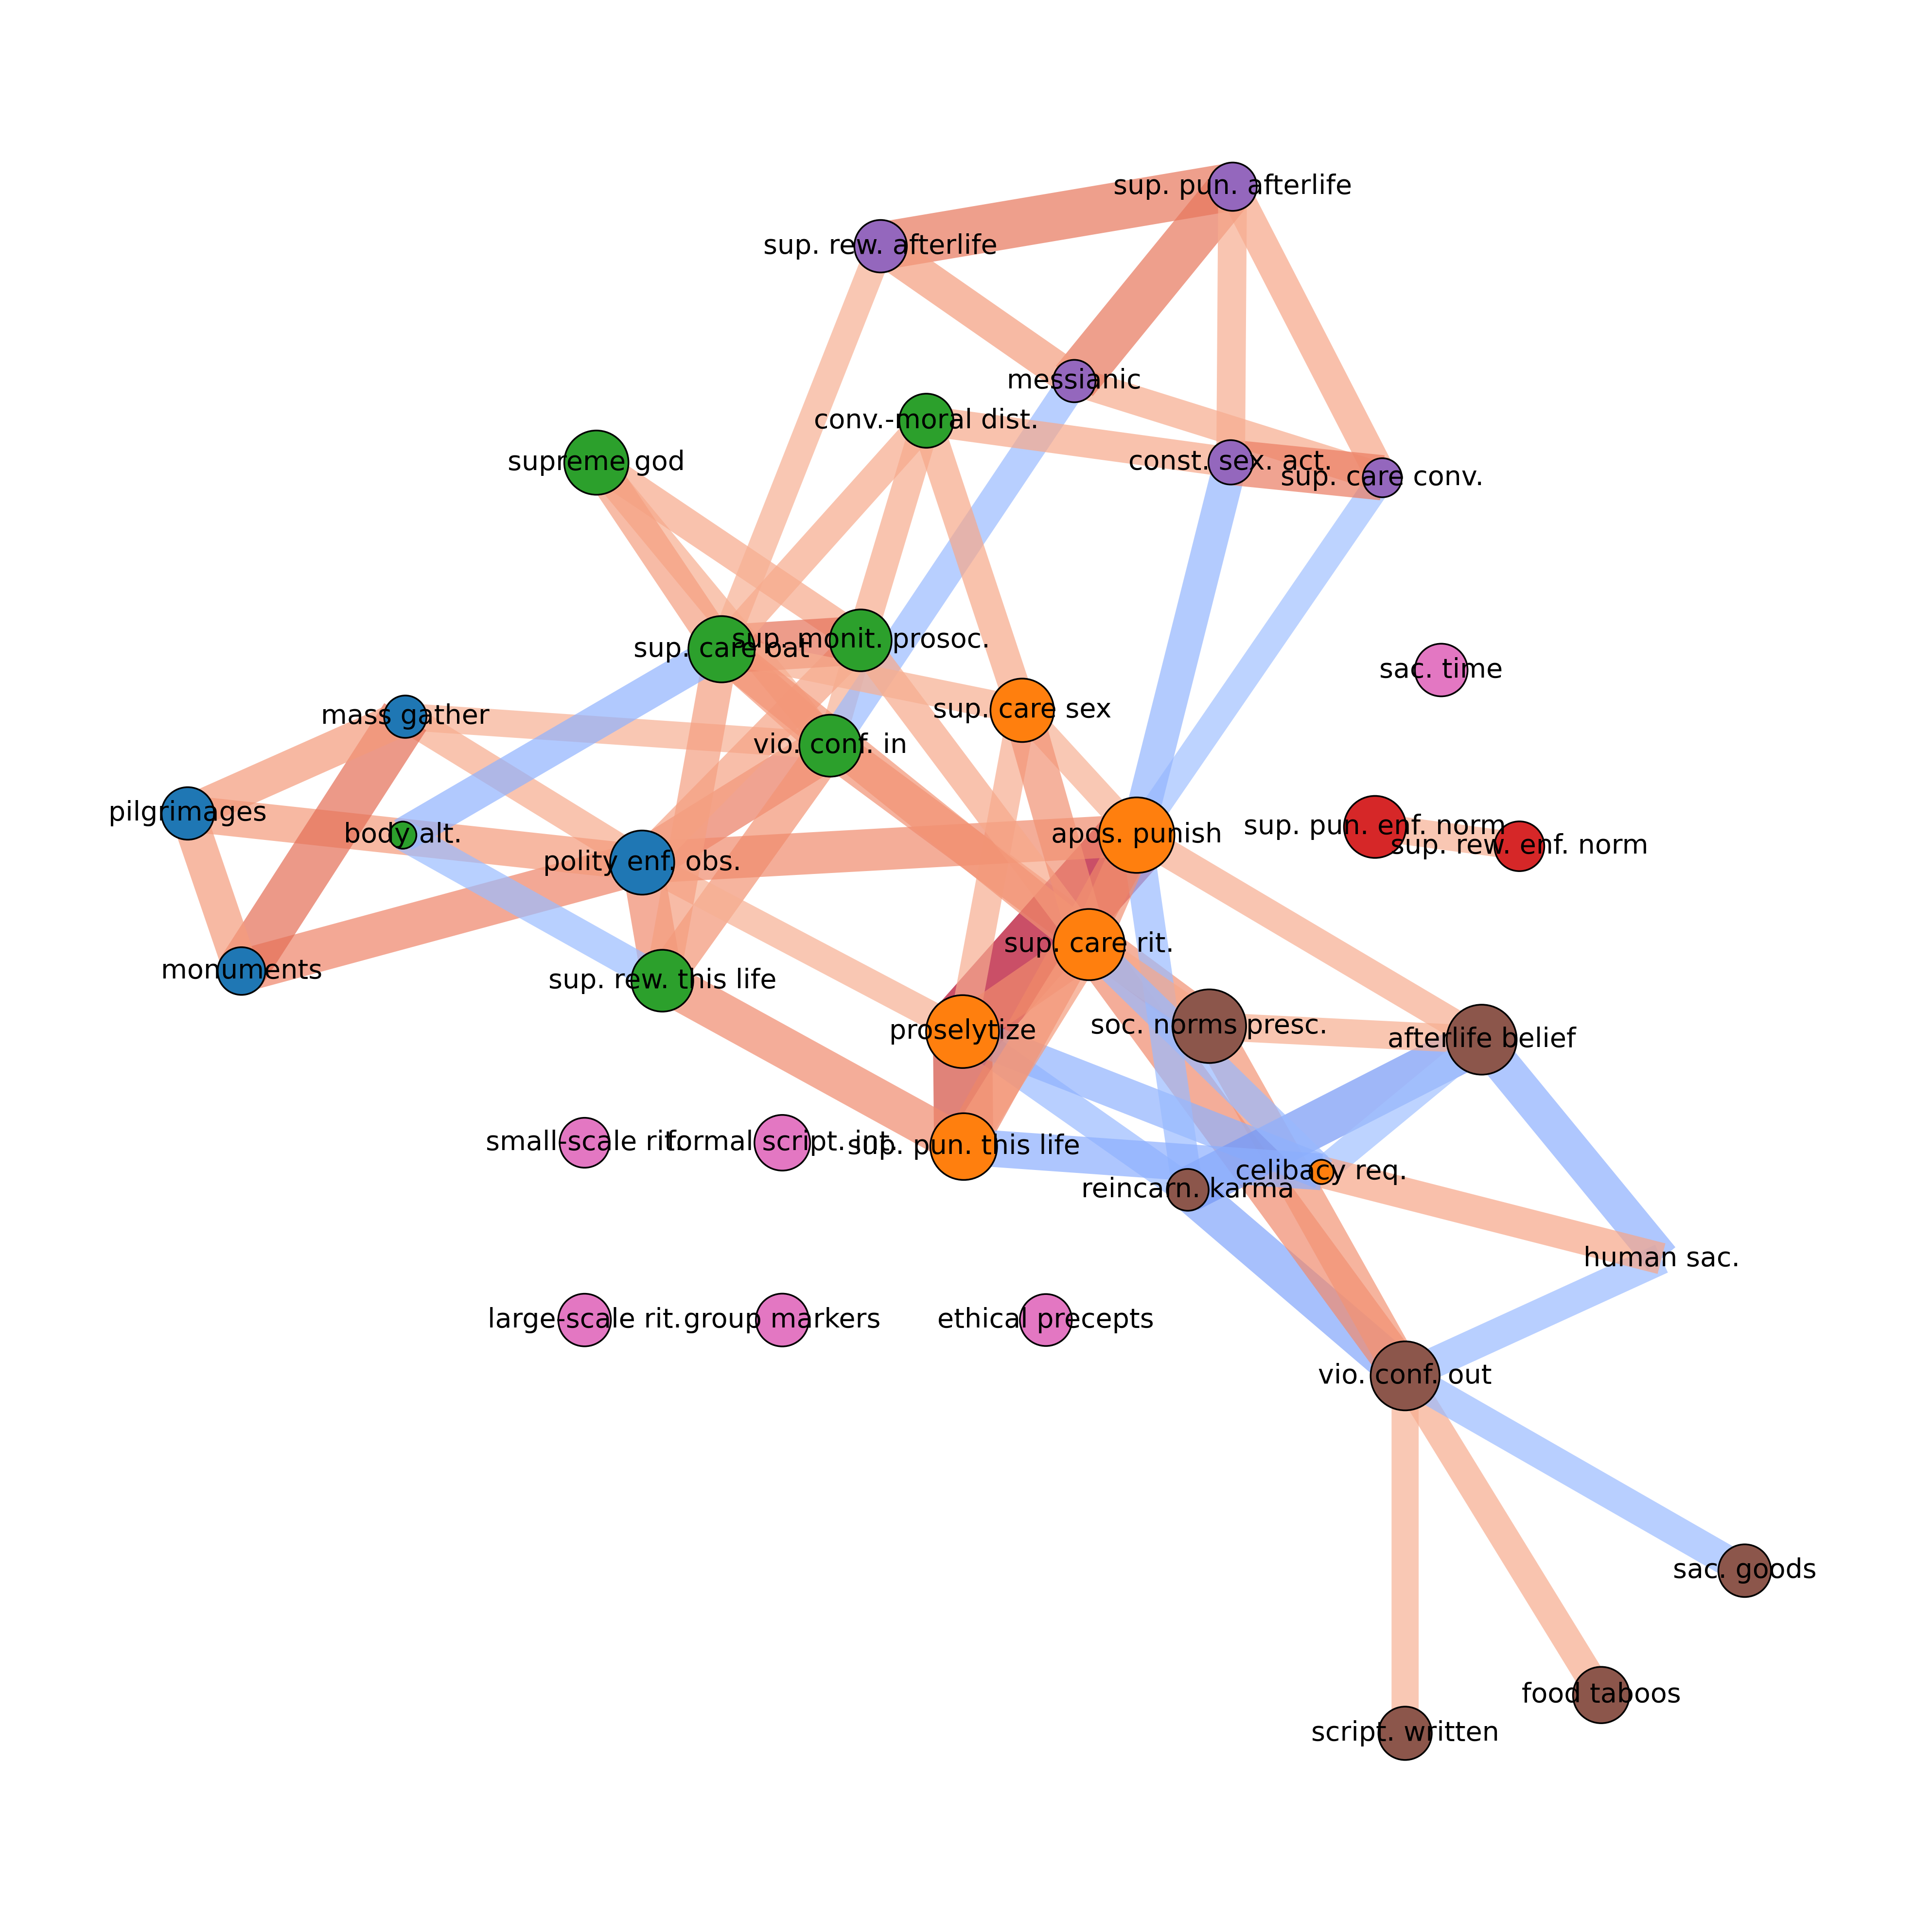 sup. pun. afterlife
sup. rew. afterlife
messianic
conv.-moral dist.
supreme god
const. sex. act.
sup. care conv.
sup. monit. prosoc.
sup. care oat
sac. time
sup. care sex
mass gather
vio. conf. in
pilgrimages
body alt.
apos. punish
sup. pun. enf. norm
sup. rew. enf. norm
polity enf. obs.
sup. care rit.
monuments
sup. rew. this life
proselytize
soc. norms presc.
afterlife belief
small-scale rit.
formal script. int.
sup. pun. this life
celibacy req.
reincarn. karma
human sac.
large-scale rit.
group markers
ethical precepts
vio. conf. out
sac. goods
food taboos
script. written